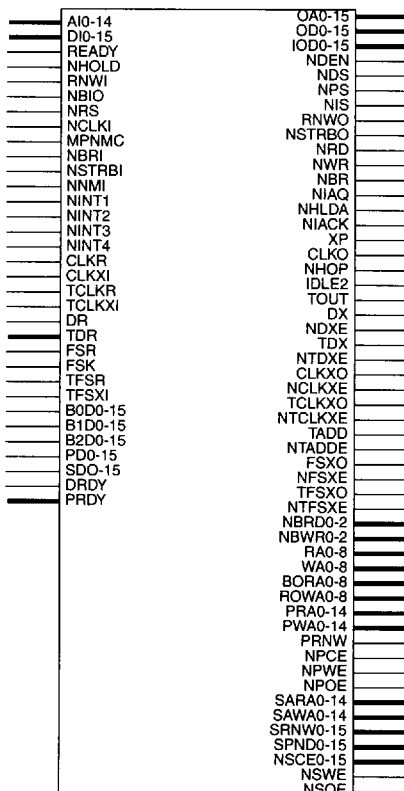 AI0-14
DI0-15
READY
NHOLD
RNWI
NBIO
NRS
NCLKI
MPNMC
NBRI
NSTRBI
NNMI
NINT1
NINT2
NINT3
NINT4
CLKR
CLKXI
TCLKR
TCLKXI
DR
TDR
FSR
FSK
TFSR
TFSXI
B0D0-15
B1D0-15
B2D0-15
PD0-15
SDO-15
DRDY
PRDY
OA0-15
OD0-15
IOD0-15
NDEN
NDS
NPS
NIS
RNWO
NSTRBO
NRD
NWR
NBR
NIAQ
NHLDA
NIACK
XP
CLKO
NHOP
IDLE2
TOUT
DX
NDXE
TDX
NTDXE
CLKXO
NCLKXE
TCLKXO
NTCLKXE
TADD
NTADDE
FSXO
NFSXE
TFSXO
NTFSXE
NBRD0-2
NBWR0-2
RA0-8
WA0-8
BORA0-8
ROWA0-8
PRA0-14
PWA0-14
PRNW
NPCE
NPWE
NPOE
SARA0-14
SAWA0-14
SRNW0-15
SPND0-15
NSCE0-15
NSWE
NSOE